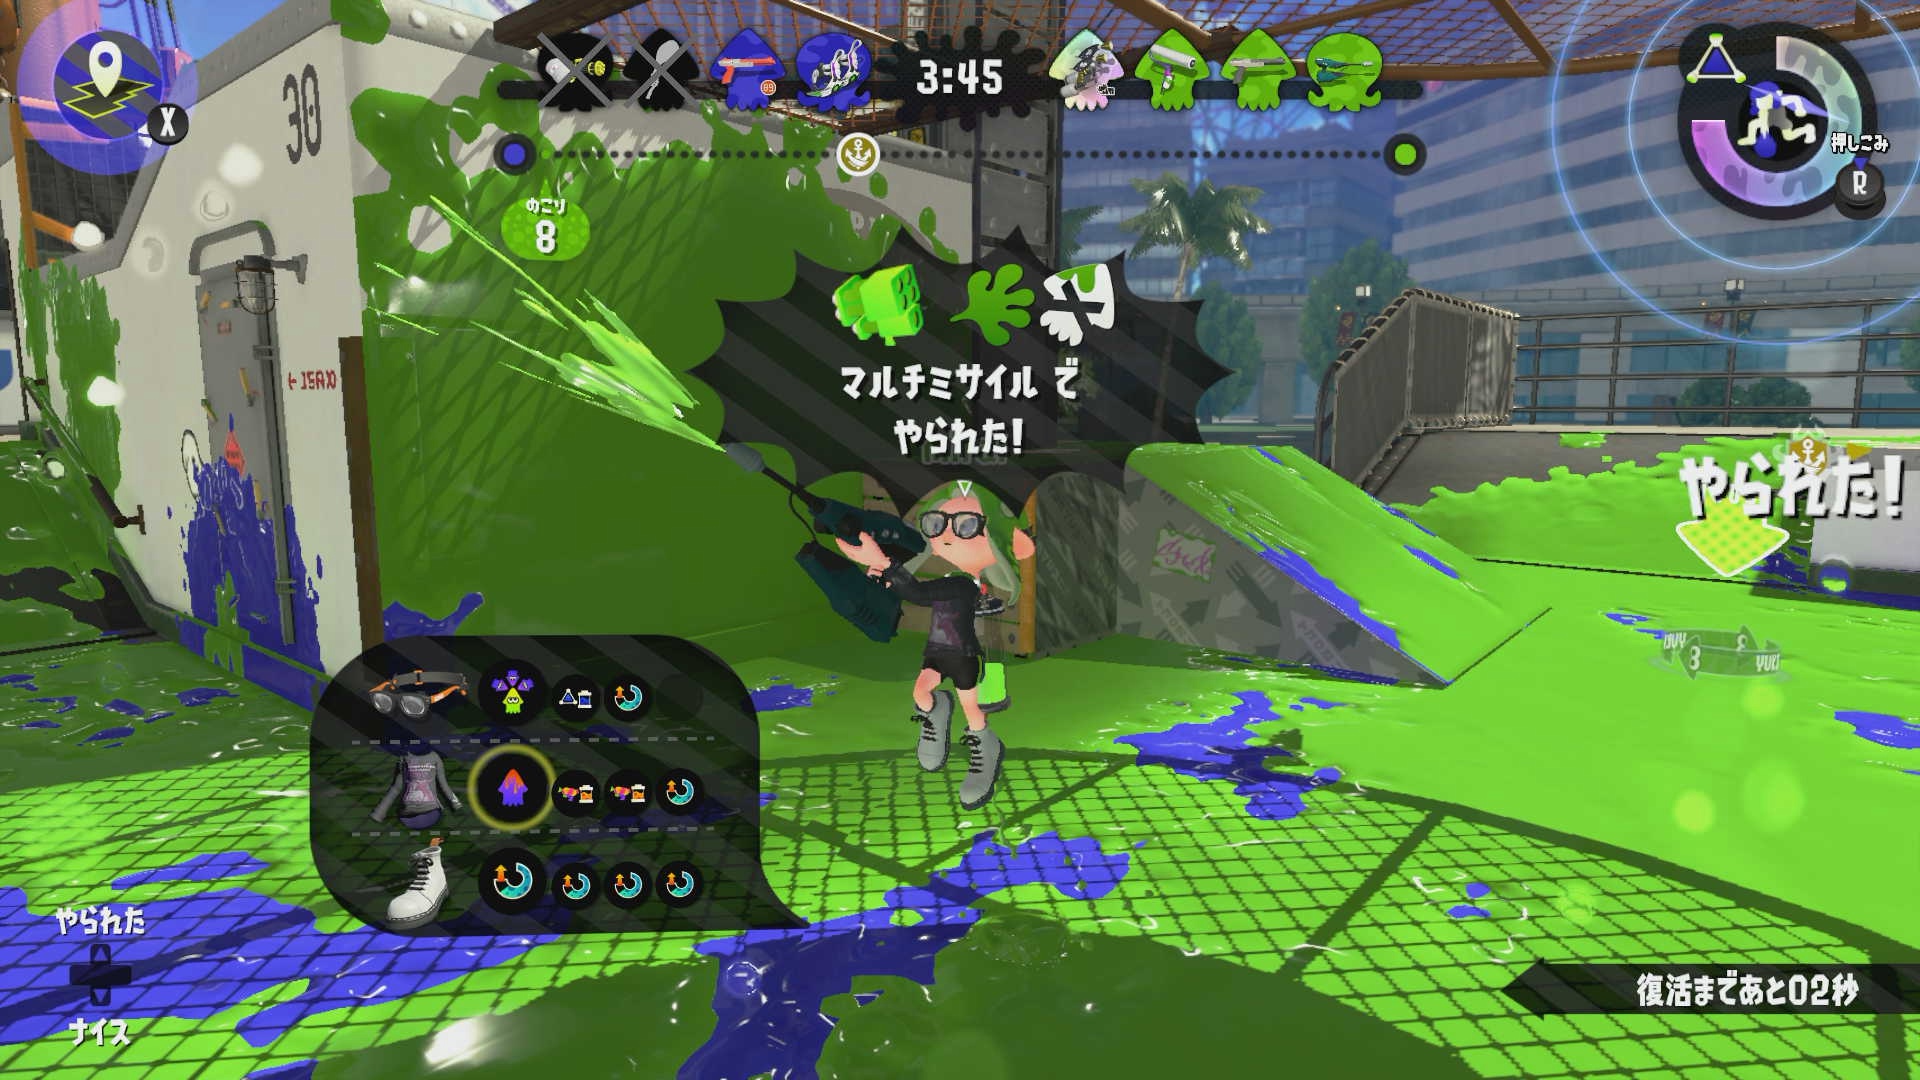 X
30
3:45
押しこみ
R
のこり
8
マルチミサイル で
やられた!
やられた!
89
やられた
ナイス
復活まであと02秒